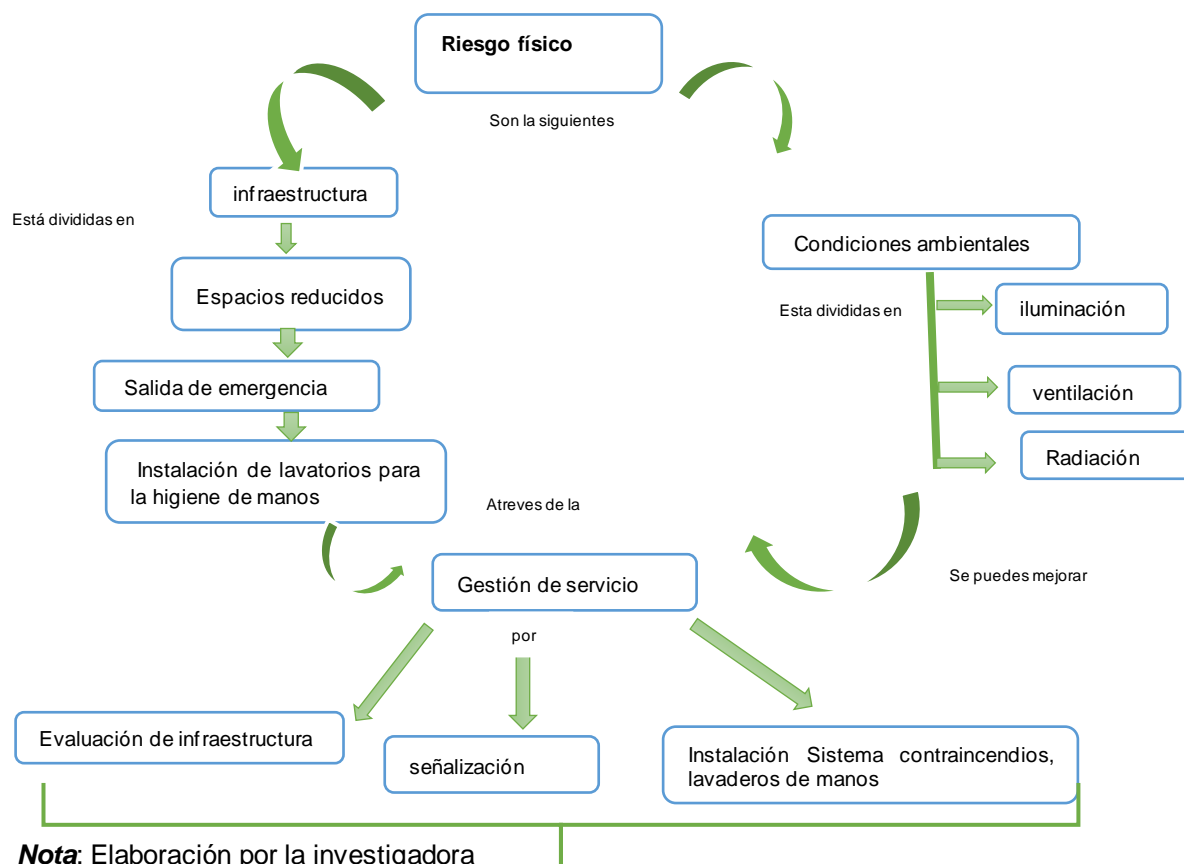 Riesgo físico
Son la siguientes
infraestructura
Está divididas en
Condiciones ambientales
Espacios reducidos
Esta divididas en
iluminación
Salida de emergencia
ventilación
Instalación de lavatorios para
la higiene de manos
Radiación
Atreves de la
Gestión de servicio
Se puedes mejorar
por
Evaluación de infraestructura
señalización
Instalación Sistema contraincendios,
lavaderos de manos
Nota: Elaboración por la investigadora